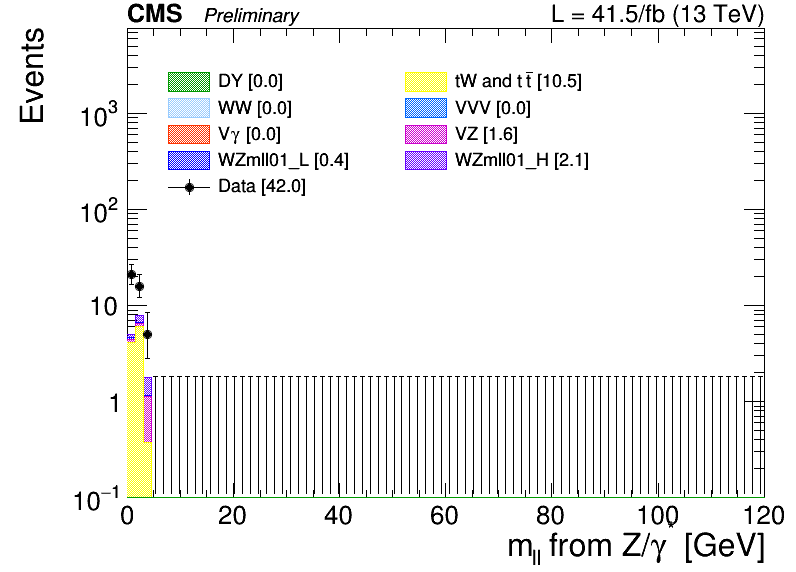 CMS Preliminary L = 41.5/fb (13 TeV)
Events
DY [0.0]
tW and t t̄ [10.5]
WW [0.0]
VVV [0.0]
Vγ [0.0]
VZ [1.6]
WZmll01_L [0.4]
WZmll01_H [2.1]
Data [42.0]
10³
10²
10
1
10⁻¹
0 20 40 60 80 100 120
m_ll from Z/γ* [GeV]